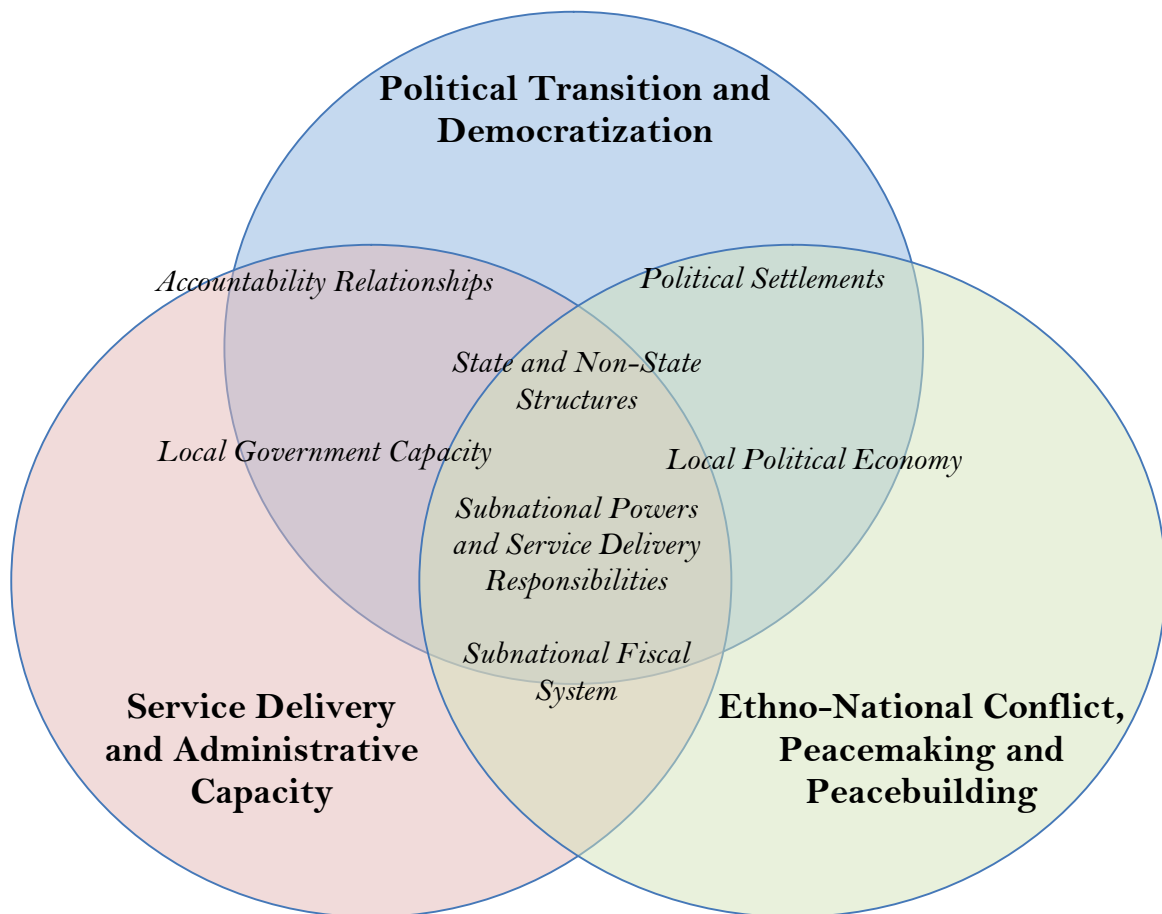 Political Transition and
Democratization
Accountability Relationships
Political Settlements
State and Non-State
Structures
Local Government Capacity
Local Political Economy
Subnational Powers
and Service Delivery
Responsibilities
Subnational Fiscal
System
Service Delivery
and Administrative
Capacity
Ethno-National Conflict,
Peacemaking and
Peacebuilding